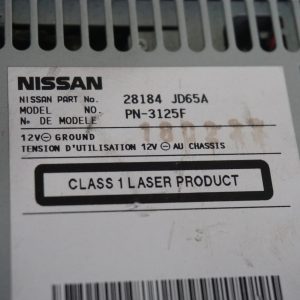 NISSAN
NISSAN PART No. 28184 JD65A
MODEL NO. PN-3125F
No DE MODELE
12V⊖GROUND
TENSION D'UTILISATION 12V ⊖ AU CHASSIS
CLASS 1 LASER PRODUCT